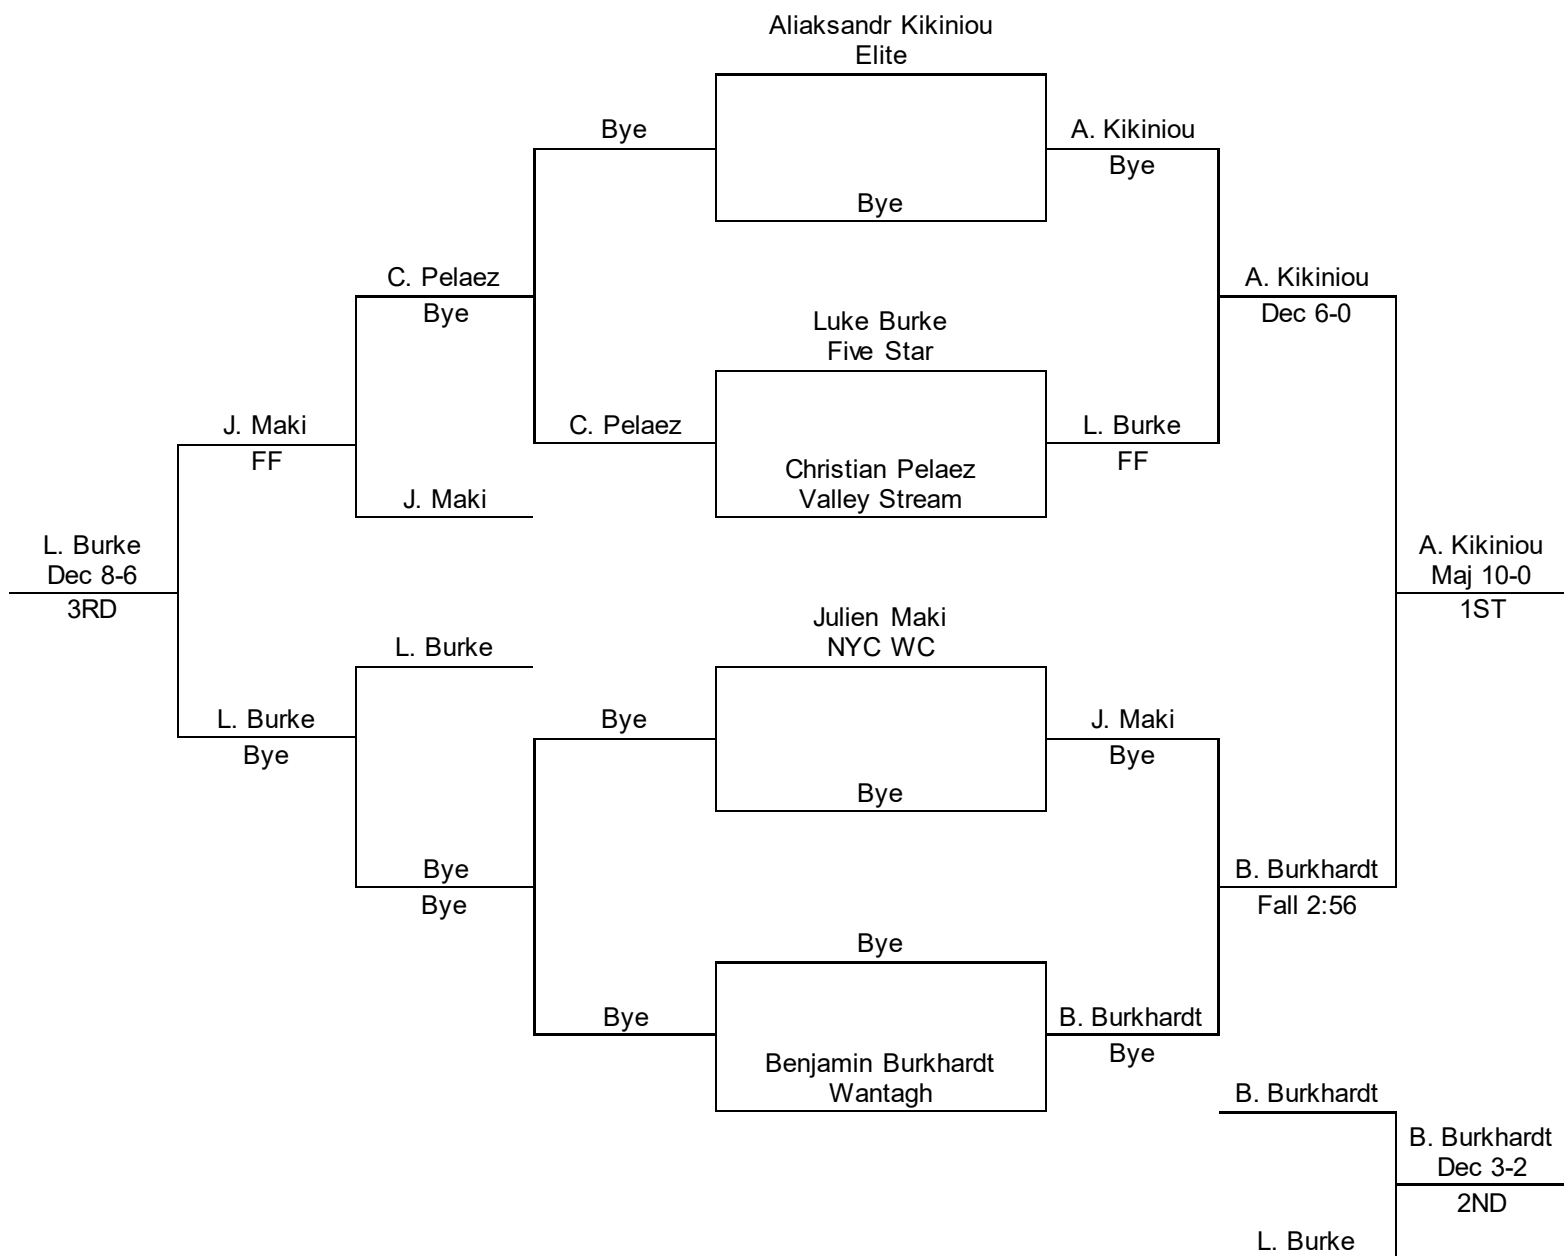 Aliaksandr Kikiniou
Elite
Bye
A. Kikiniou
Bye
Bye
C. Pelaez
Bye
A. Kikiniou
Dec 6-0
Luke Burke
Five Star
J. Maki
FF
C. Pelaez
L. Burke
FF
Christian Pelaez
Valley Stream
J. Maki
L. Burke
Dec 8-6
3RD
A. Kikiniou
Maj 10-0
1ST
Julien Maki
NYC WC
L. Burke
L. Burke
Bye
Bye
J. Maki
Bye
Bye
Bye
Bye
B. Burkhardt
Fall 2:56
Bye
Bye
B. Burkhardt
Bye
Benjamin Burkhardt
Wantagh
B. Burkhardt
B. Burkhardt
Dec 3-2
2ND
L. Burke